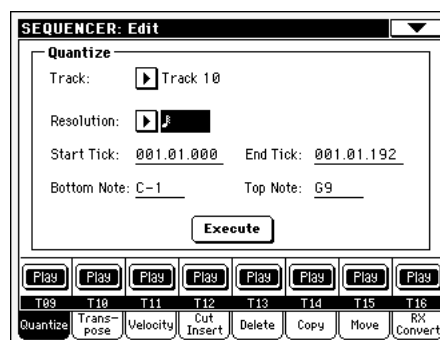 SEQUENCER: Edit
Quantize
Track: Track 10
Resolution:
Start Tick: 001.01.000 End Tick: 001.01.192
Bottom Note: C-1 Top Note: G9
Execute
Play Play Play Play Play Play Play Play
T09 T10 T11 T12 T13 T14 T15 T16
Quantize Trans-pose Velocity Cut Insert Delete Copy Move RX Convert